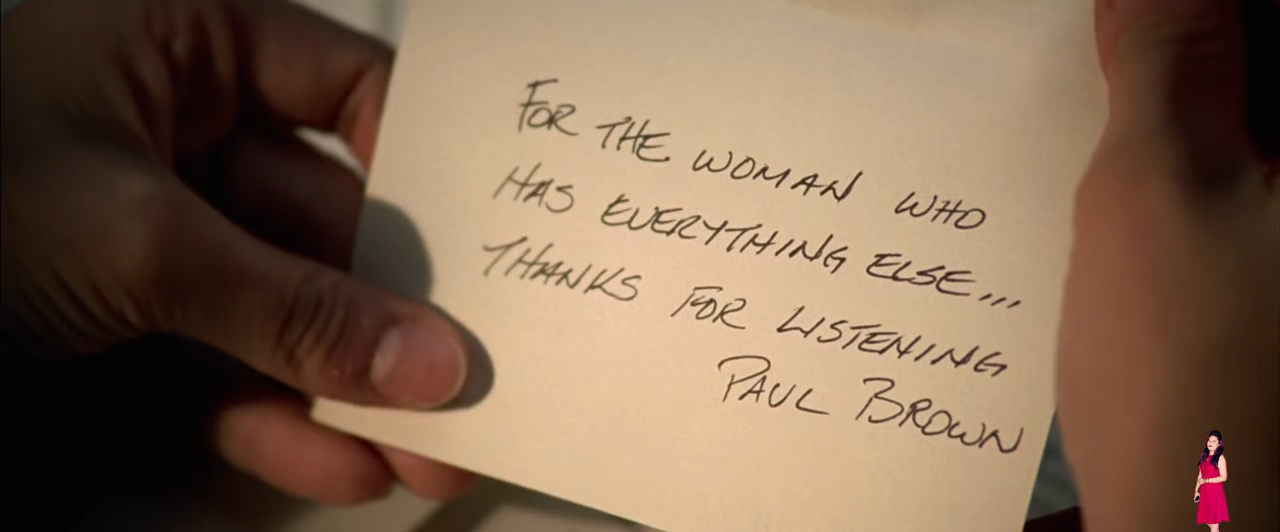 FOR THE WOMAN WHO
HAS EVERYTHING ELSE...
THANKS FOR LISTENING
PAUL BROWN